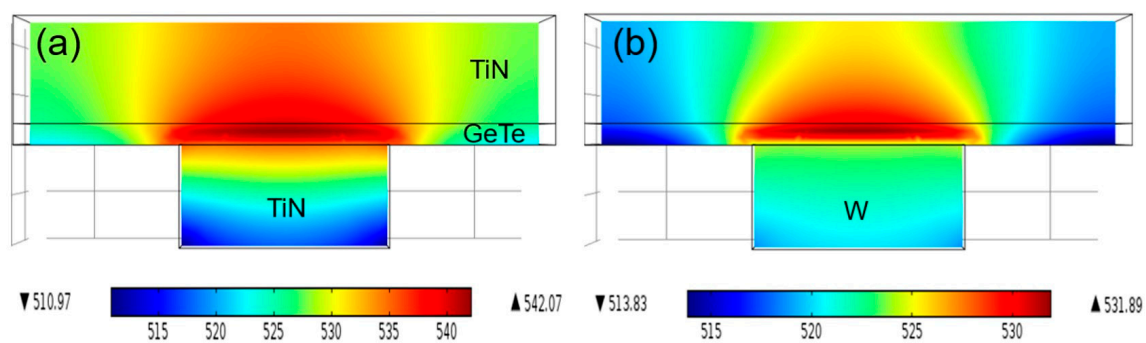 (a)
TiN
GeTe
TiN
▼ 510.97
▲ 542.07
515 520 525 530 535 540
(b)
W
▼ 513.83
▲ 531.89
515 520 525 530